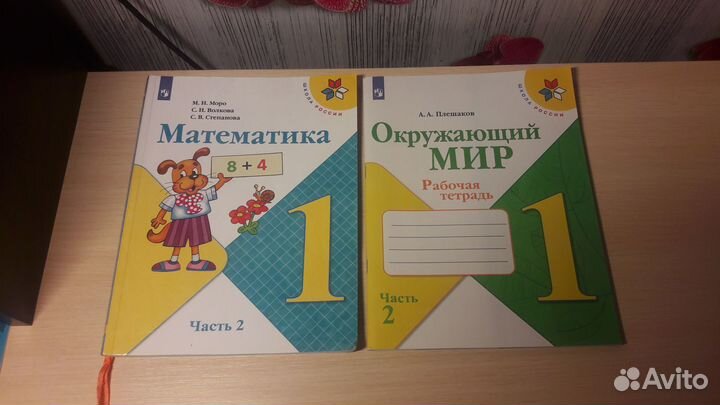 М. И. Моро
С. И. Волкова
С. В. Степанова
ШКОЛА РОССИИ
Математика
8 + 4
1
Часть 2
А. А. Плешаков
ШКОЛА РОССИИ
Окружающий
МИР
Рабочая
тетрадь
1
Часть
2
Avito